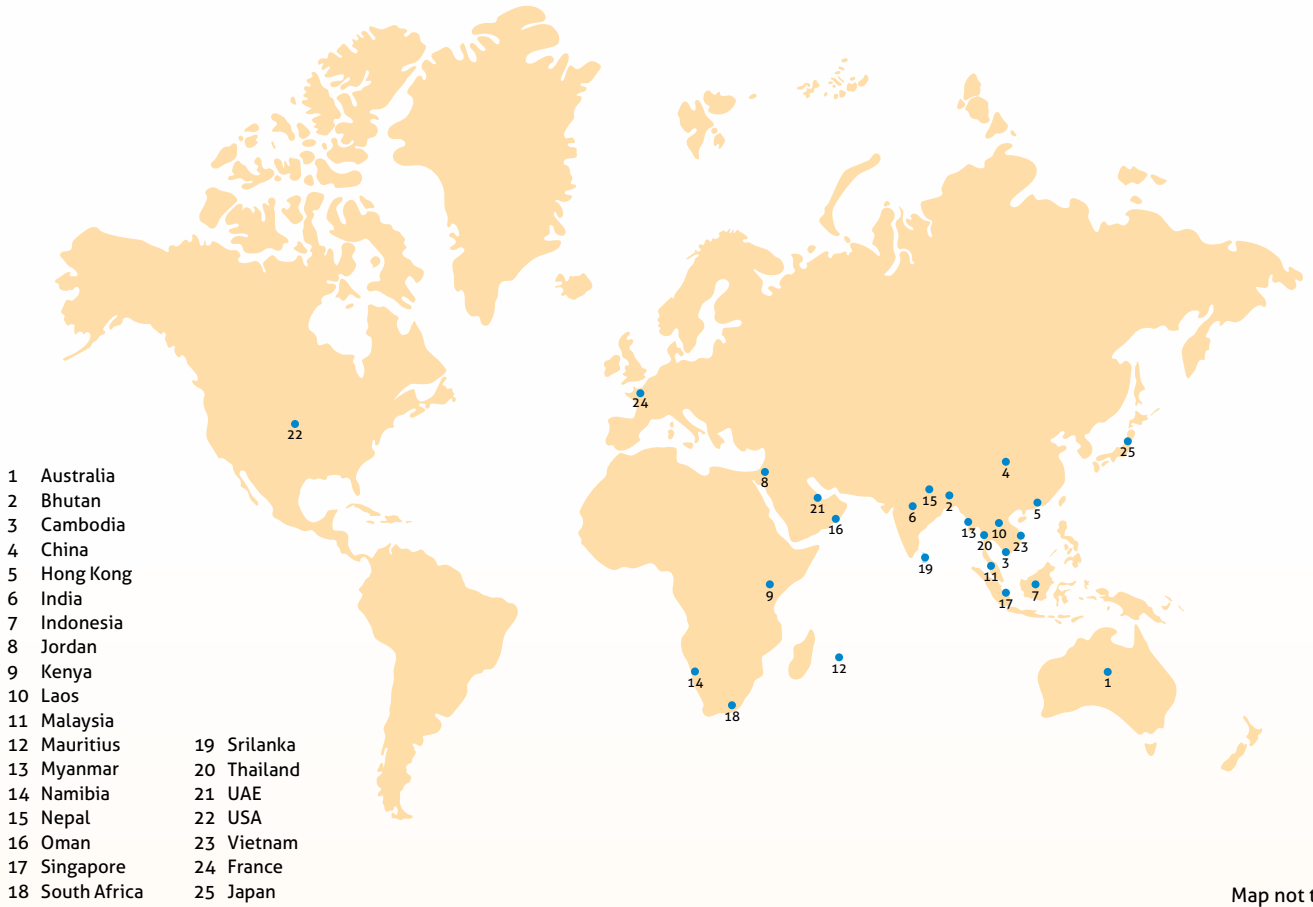 24
22
25
4
8
15
2
21
6
5
16
13
10
20
23
3
19
11
9
7
17
12
14
1
18
1 Australia
2 Bhutan
3 Cambodia
4 China
5 Hong Kong
6 India
7 Indonesia
8 Jordan
9 Kenya
10 Laos
11 Malaysia
12 Mauritius
13 Myanmar
14 Namibia
15 Nepal
16 Oman
17 Singapore
18 South Africa
19 Srilanka
20 Thailand
21 UAE
22 USA
23 Vietnam
24 France
25 Japan
Map not t